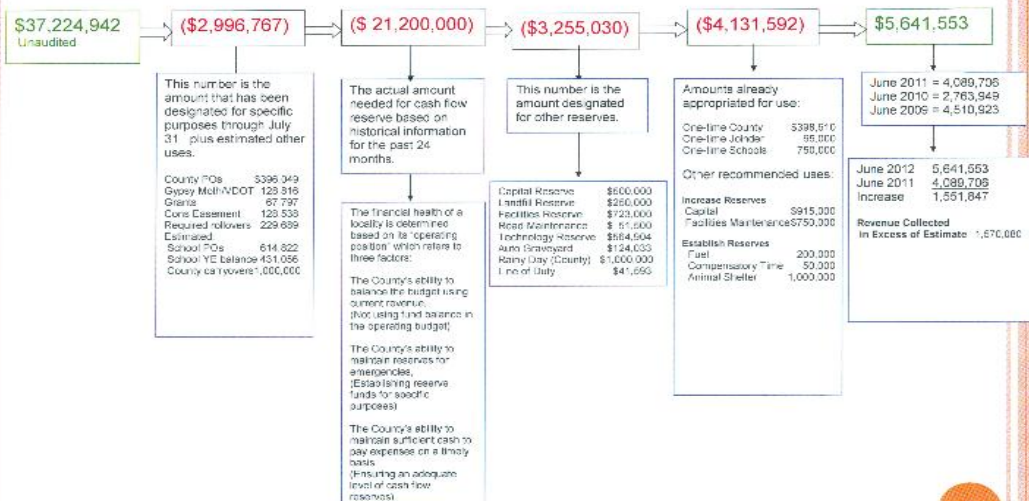 $37,224,942
Unaudited
($2,996,767)
($ 21,200,000)
($3,255,030)
($4,131,592)
$5,641,553
This number is the
amount that has been
designated for specific
purposes through July
31 plus estimated other
uses.
County POs $396,049
Gypsy Moth/VDOT 128,816
Grants 67,797
Cons Easement 128,538
Required rollovers 229,689
Estimated:
School POs 614,822
School YE balance 431,056
County carryovers 1,000,000
The actual amount
needed for cash flow
reserve based on
historical information
for the past 24
months.
The financial health of a
locality is determined
based on its "operating
position" which refers to
three factors:
The County's ability to
balance the budget using
current revenue.
(Not using fund balance in
the operating budget)
The County's ability to
maintain reserves for
emergencies,
(Establishing reserve
funds for specific
purposes)
The County's ability to
maintain sufficient cash to
pay expenses on a timely
basis
(Ensuring an adequate
level of cash flow
reserves)
This number is the
amount designated
for other reserves.
Capital Reserve $500,000
Landfill Reserve $250,000
Facilities Reserve $723,000
Road Maintenance $ 51,500
Technology Reserve $564,904
Auto Graveyard $124,033
Rainy Day (County) $1,000,000
Line of Duty $41,593
Amounts already
appropriated for use:
One-time County $398,510
One-time Joinder
One-time Schools 750,000
Other recommended uses:
Increase Reserves
Capital $915,000
Facilities Maintenance $750,000
Establish Reserves
Fuel 200,000
Compensatory Time 50,000
Animal Shelter 1,000,000
June 2011 = 4,089,706
June 2010 = 2,763,949
June 2009 = 4,510,923
June 2012 5,641,553
June 2011 4,089,706
Increase 1,551,847
Revenue Collected
in Excess of Estimate 1,570,080